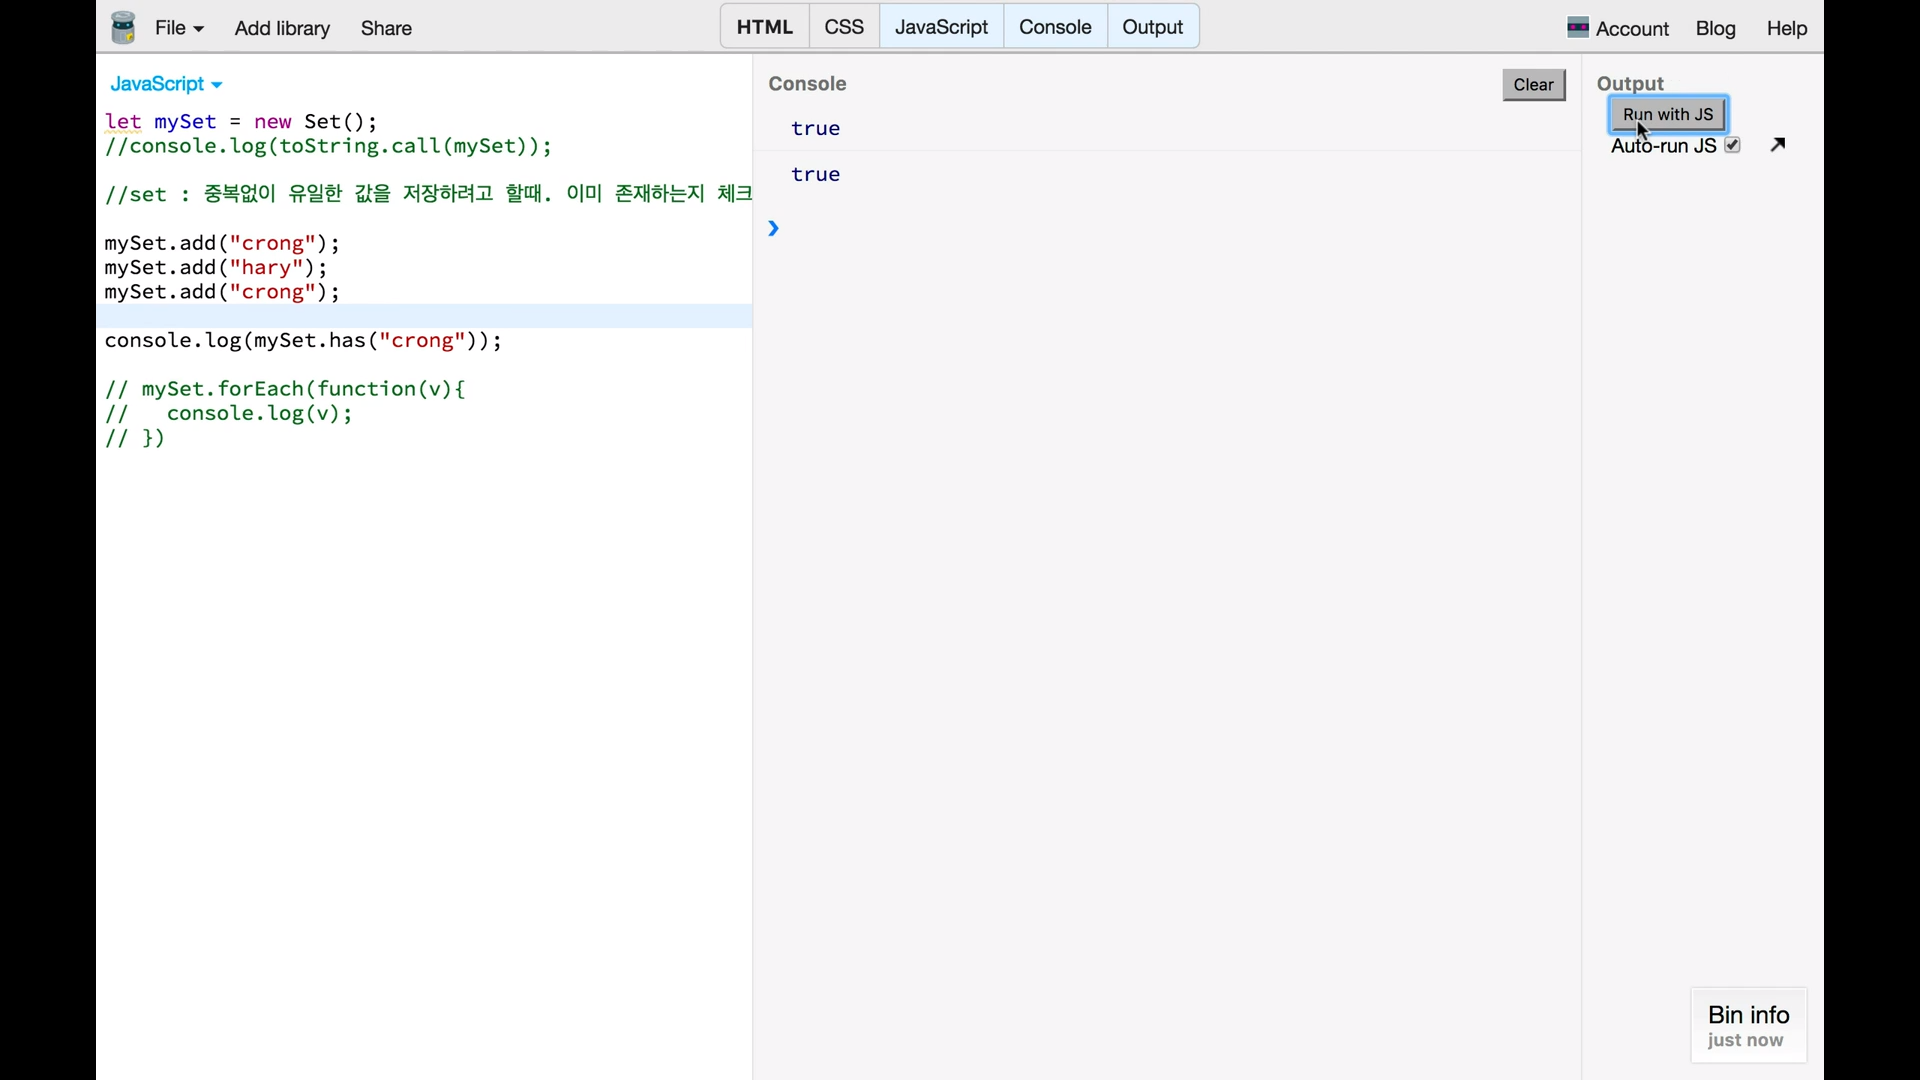 File Add library Share HTML CSS JavaScript Console Output Account Blog Help
JavaScript
let mySet = new Set();
//console.log(toString.call(mySet));
//set : 중복없이 유일한 값을 저장하려고 할때. 이미 존재하는지 체크
mySet.add("crong");
mySet.add("hary");
mySet.add("crong");
console.log(mySet.has("crong"));
// mySet.forEach(function(v){
//   console.log(v);
// })
Console Clear
true
true
Output
Run with JS
Auto-run JS
Bin info
just now